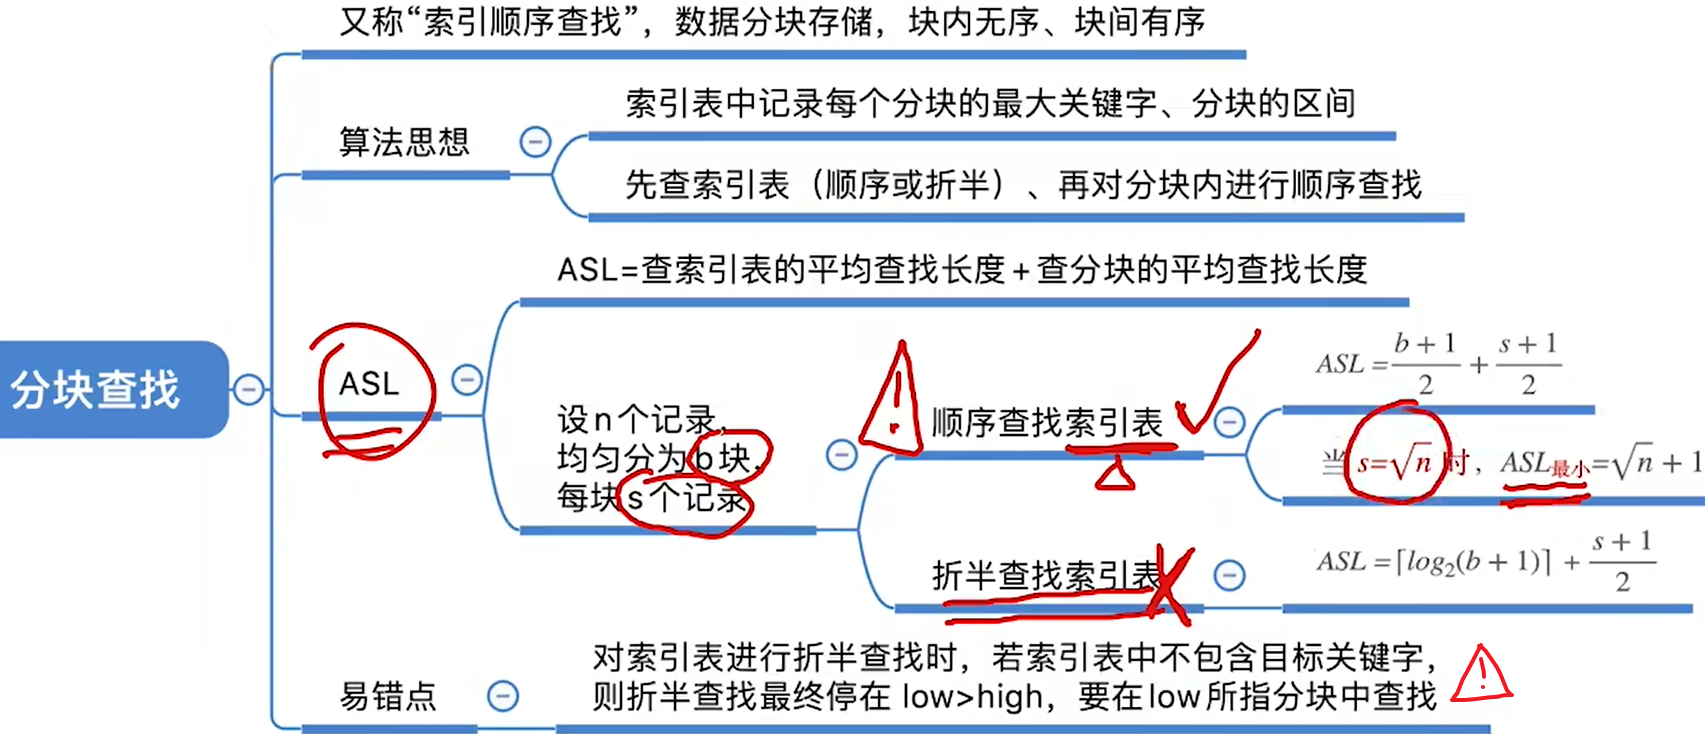 又称“索引顺序查找”，数据分块存储，块内无序、块间有序
算法思想
索引表中记录每个分块的最大关键字、分块的区间
先查索引表（顺序或折半）、再对分块内进行顺序查找
分块查找
ASL
ASL=查索引表的平均查找长度+查分块的平均查找长度
设n个记录，
均匀分为b块，
每块s个记录
顺序查找索引表
ASL = (b + 1)/2 + (s + 1)/2
当s=√n时，ASL最小=√n + 1
折半查找索引表
ASL = ⌈log₂(b + 1)⌉ + (s + 1)/2
易错点
对索引表进行折半查找时，若索引表中不包含目标关键字，
则折半查找最终停在 low>high，要在low所指分块中查找